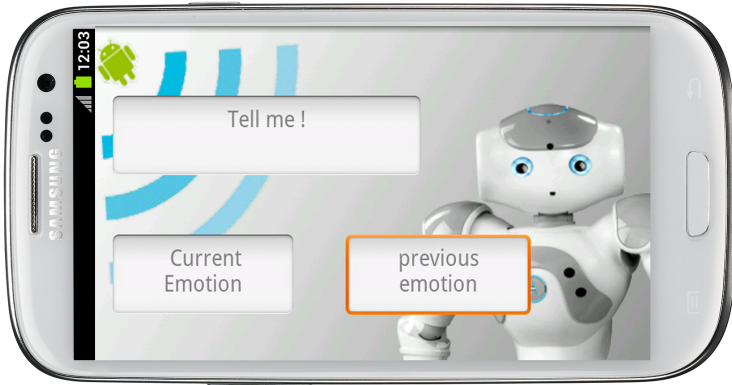 12:03
Tell me !
Current
Emotion
previous
emotion
SAMSUNG